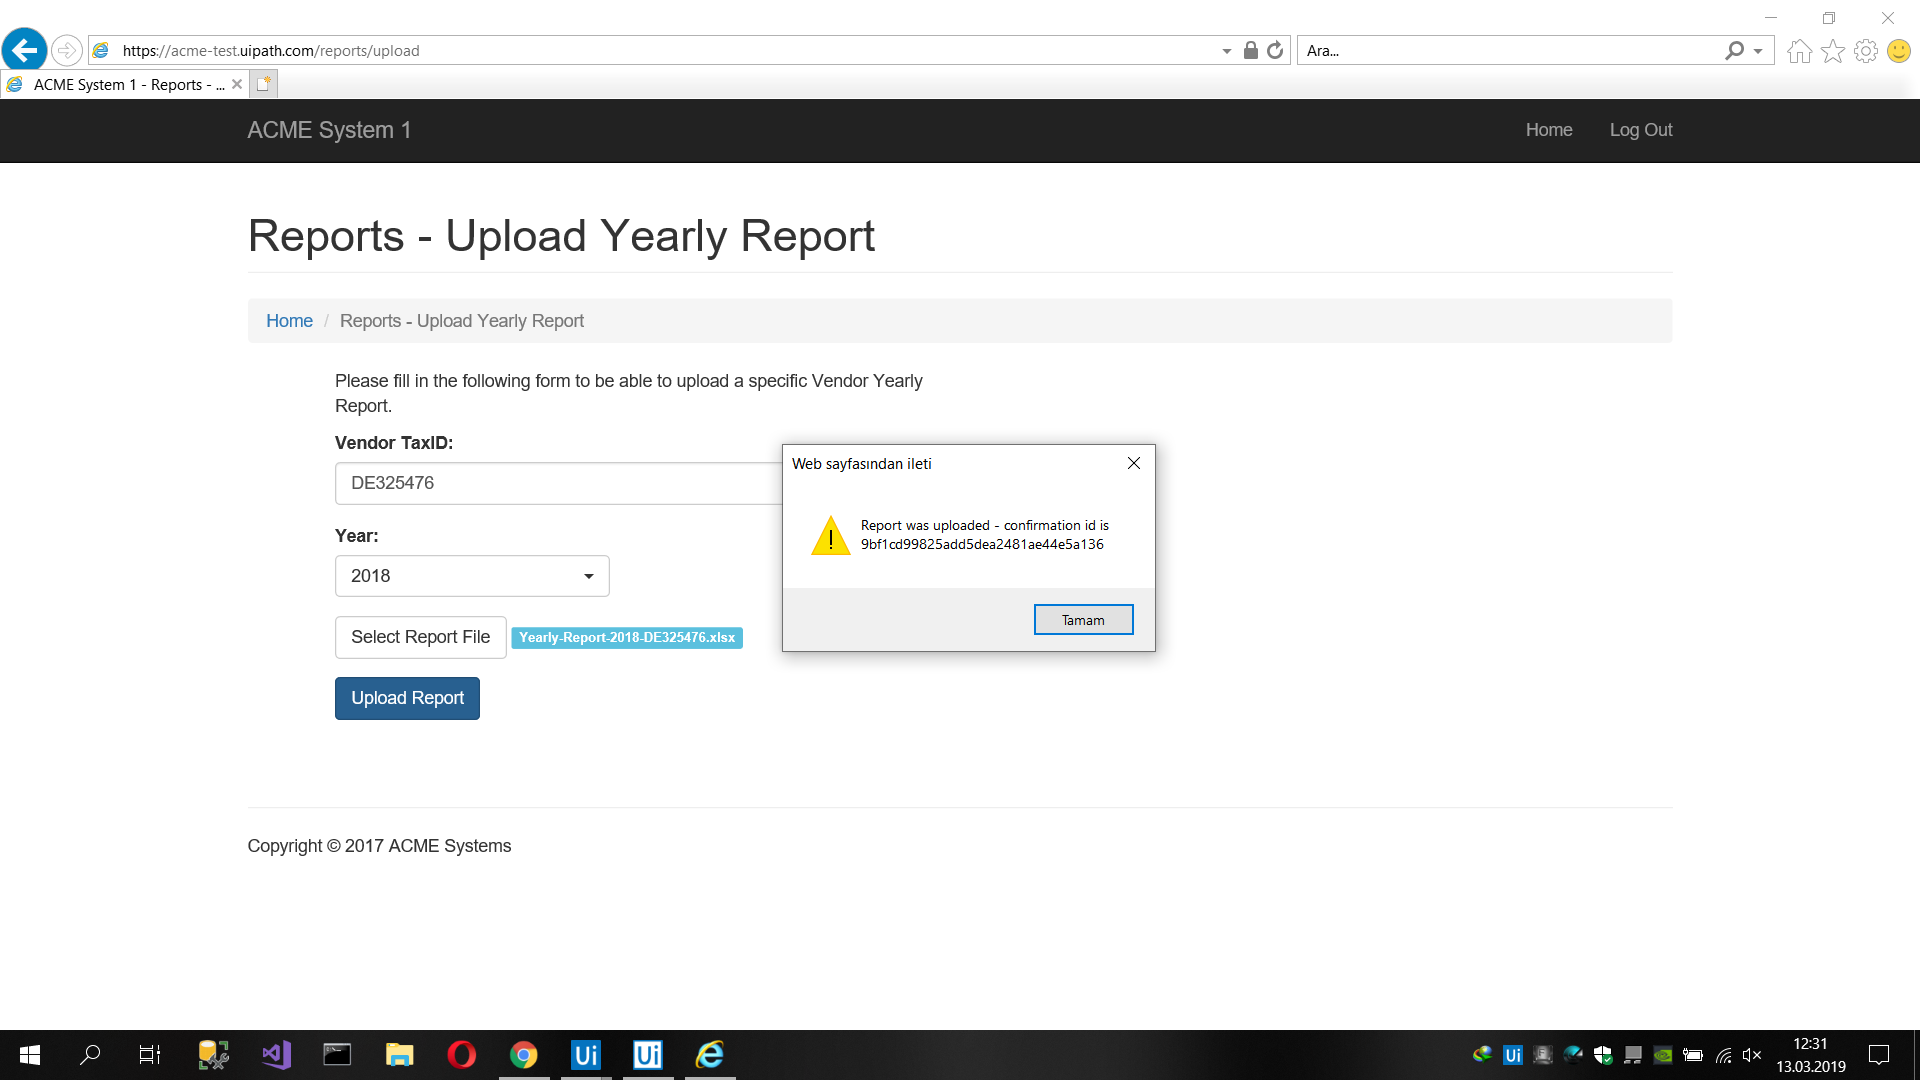 https://acme-test.uipath.com/reports/upload
Ara...
ACME System 1 - Reports - ...
ACME System 1
Home
Log Out
Reports - Upload Yearly Report
Home / Reports - Upload Yearly Report
Please fill in the following form to be able to upload a specific Vendor Yearly
Report.
Vendor TaxID:
DE325476
Web sayfasından ileti
Report was uploaded - confirmation id is
9bf1cd99825add5dea2481ae44e5a136
Tamam
Year:
2018
Select Report File
Yearly-Report-2018-DE325476.xlsx
Upload Report
Copyright © 2017 ACME Systems
Ui
Ui
Ui
12:31
13.03.2019